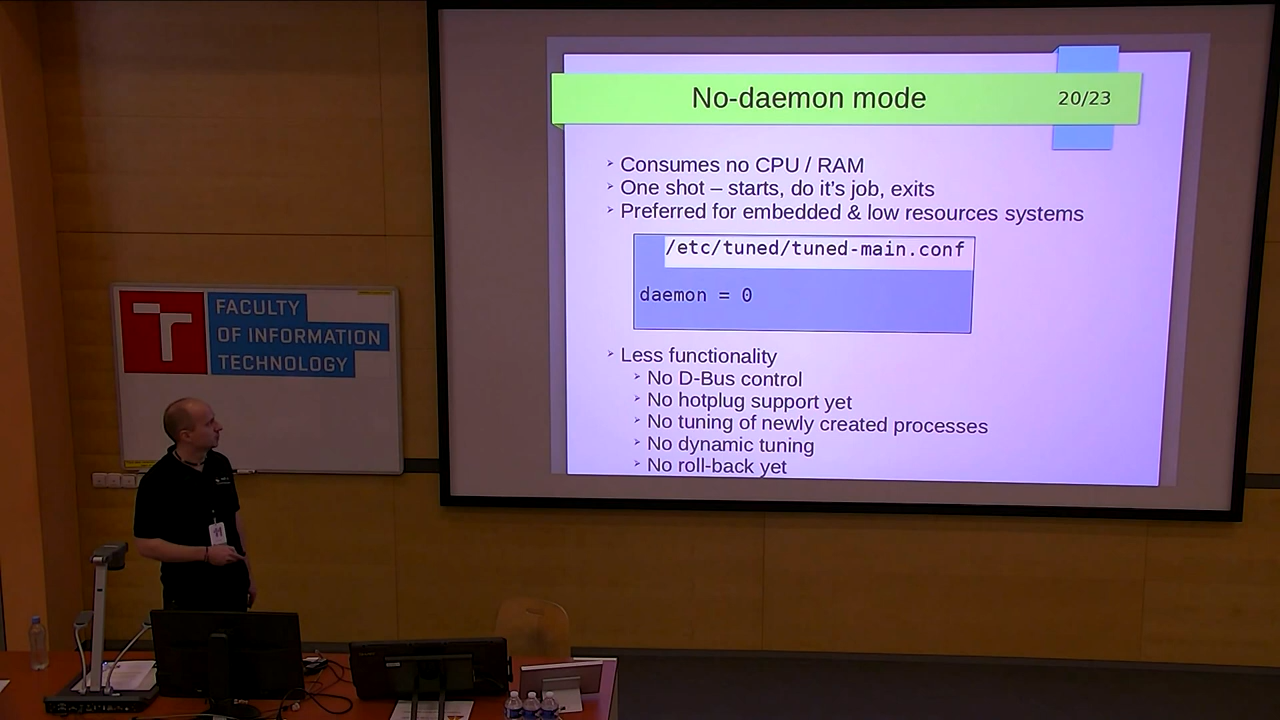 No-daemon mode
20/23
Consumes no CPU / RAM
One shot – starts, do it's job, exits
Preferred for embedded & low resources systems
/etc/tuned/tuned-main.conf
daemon = 0
Less functionality
No D-Bus control
No hotplug support yet
No tuning of newly created processes
No dynamic tuning
No roll-back yet
FACULTY
OF INFORMATION
TECHNOLOGY